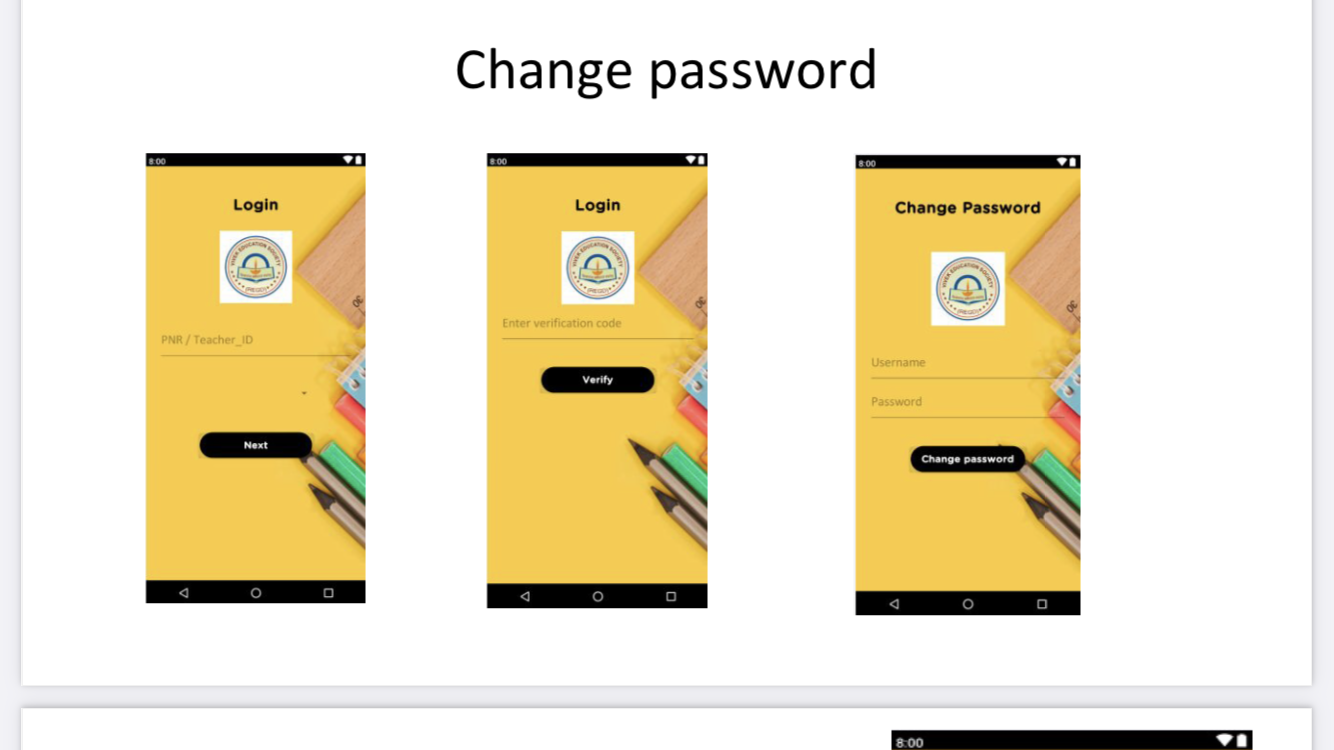 Change password
8:00
Login
VIVEK EDUCATION SOCIETY
(REGD)
PNR / Teacher_ID
Next
8:00
Login
VIVEK EDUCATION SOCIETY
(REGD)
Enter verification code
Verify
8:00
Change Password
VIVEK EDUCATION SOCIETY
(REGD)
Username
Password
Change password
8:00